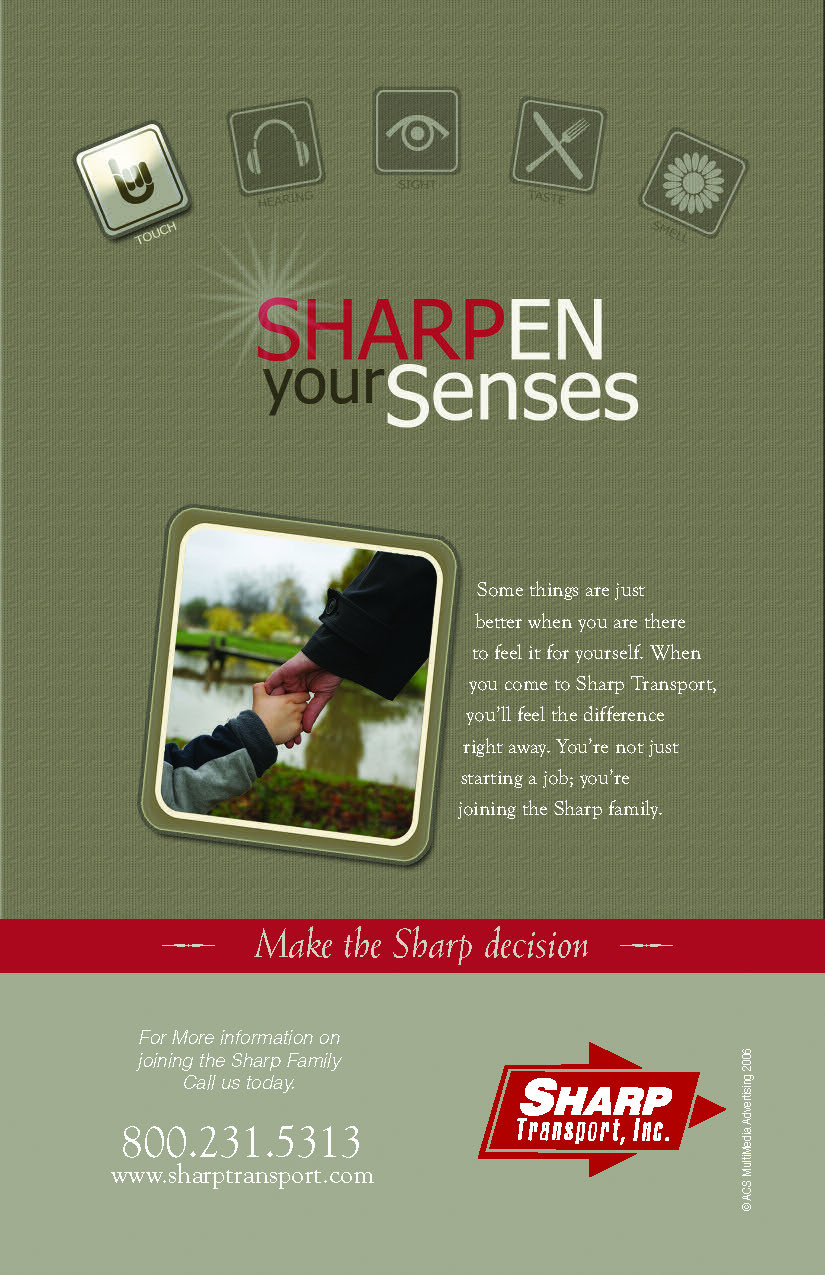 TOUCH
HEARING
SIGHT
TASTE
SMELL
SHARPEN
your Senses
Some things are just
better when you are there
to feel it for yourself. When
you come to Sharp Transport,
you'll feel the difference
right away. You're not just
starting a job; you're
joining the Sharp family.
Make the Sharp decision
For More information on
joining the Sharp Family
Call us today.
800.231.5313
www.sharptransport.com
SHARP
Transport, Inc.
© ACS MultiMedia Advertising 2006